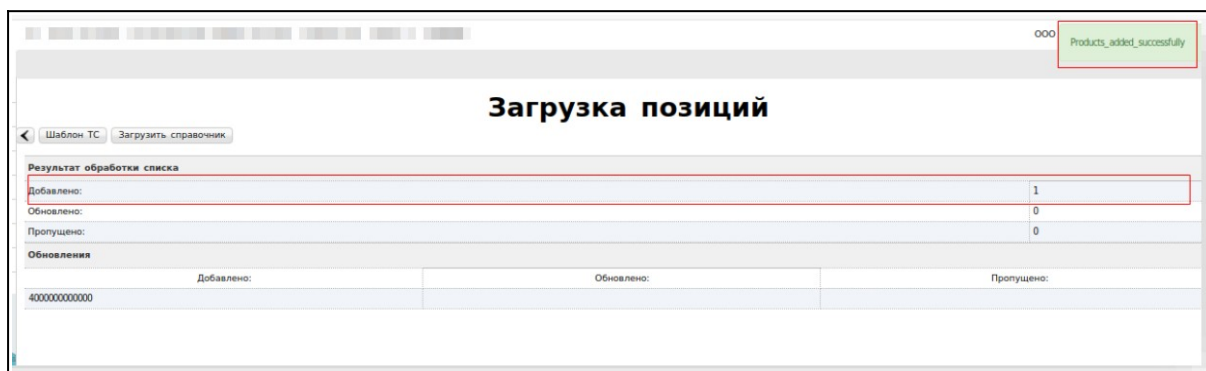 ООО
Products_added_successfully
Загрузка позиций
Шаблон ТС Загрузить справочник
Результат обработки списка
Добавлено: 1
Обновлено: 0
Пропущено: 0
Обновления
Добавлено: Обновлено: Пропущено:
4000000000000